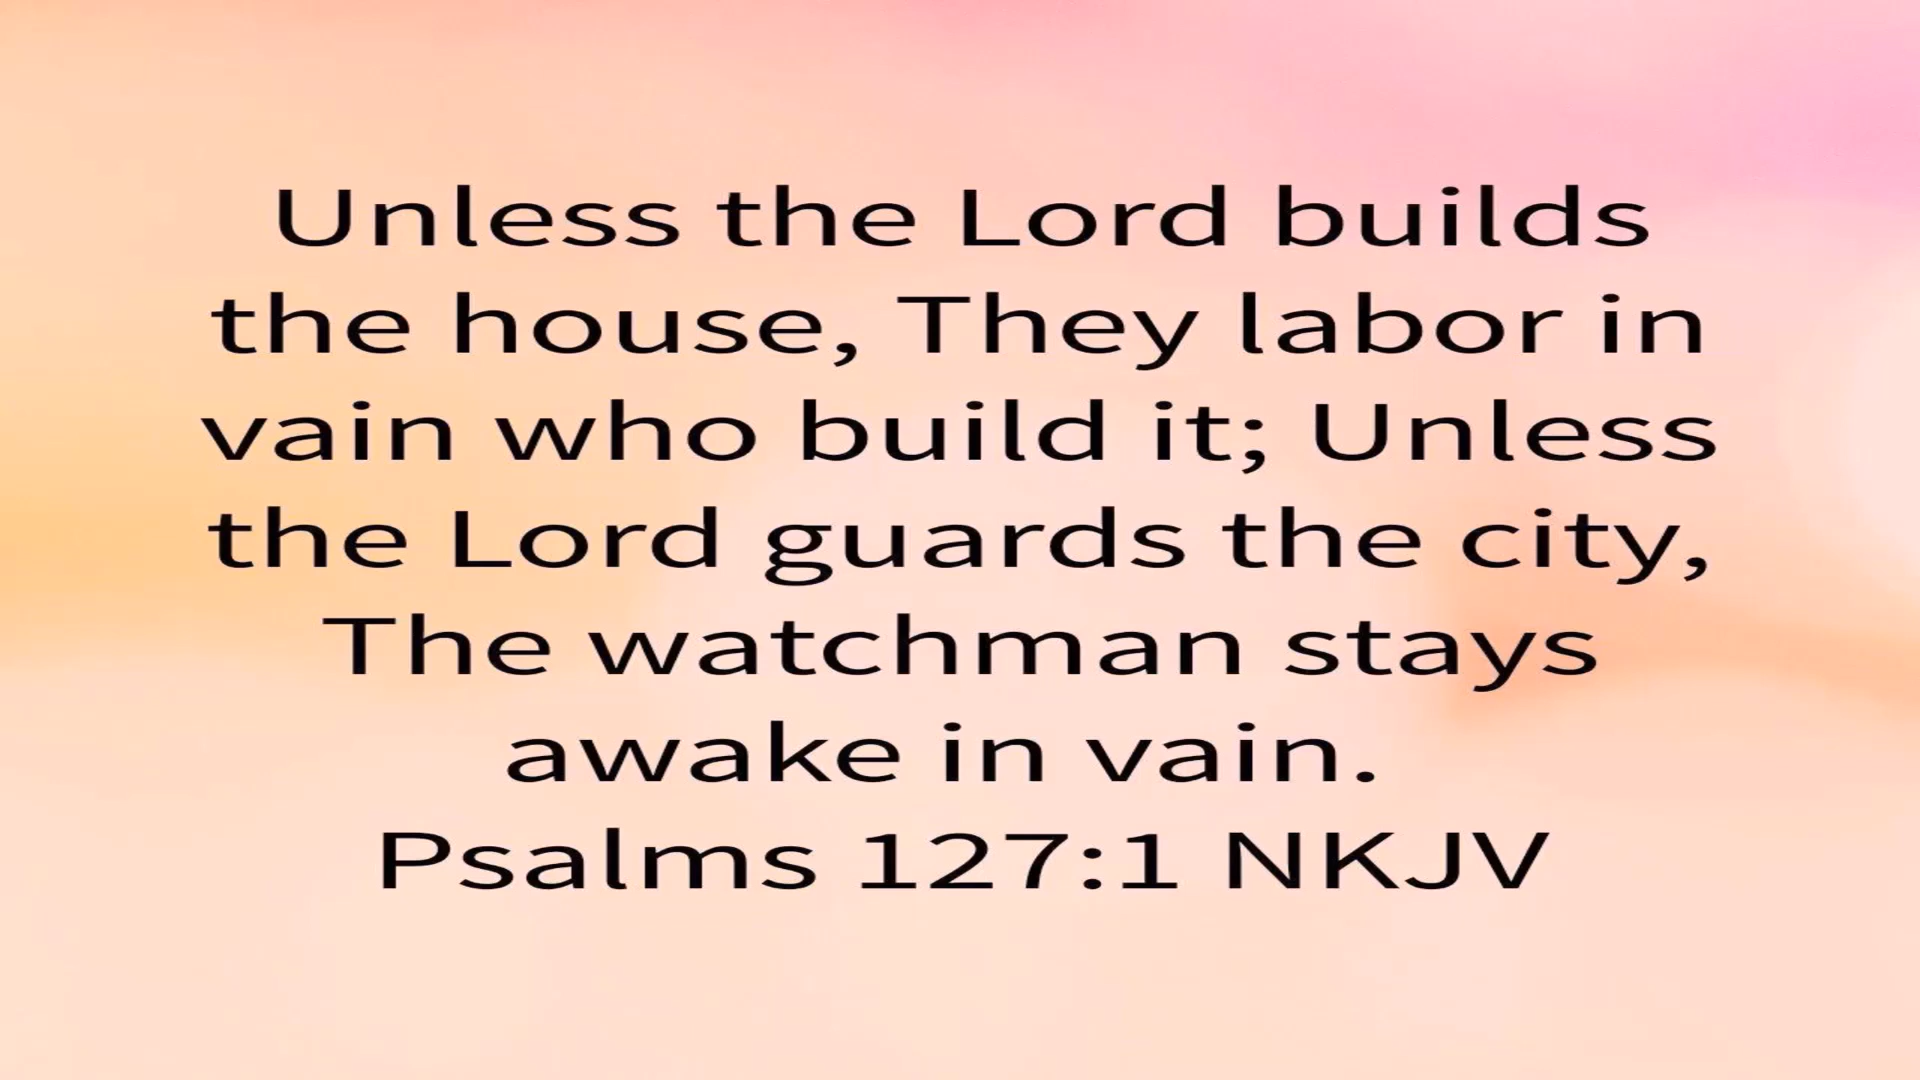 Unless the Lord builds
the house, They labor in
vain who build it; Unless
the Lord guards the city,
The watchman stays
awake in vain.
Psalms 127:1 NKJV